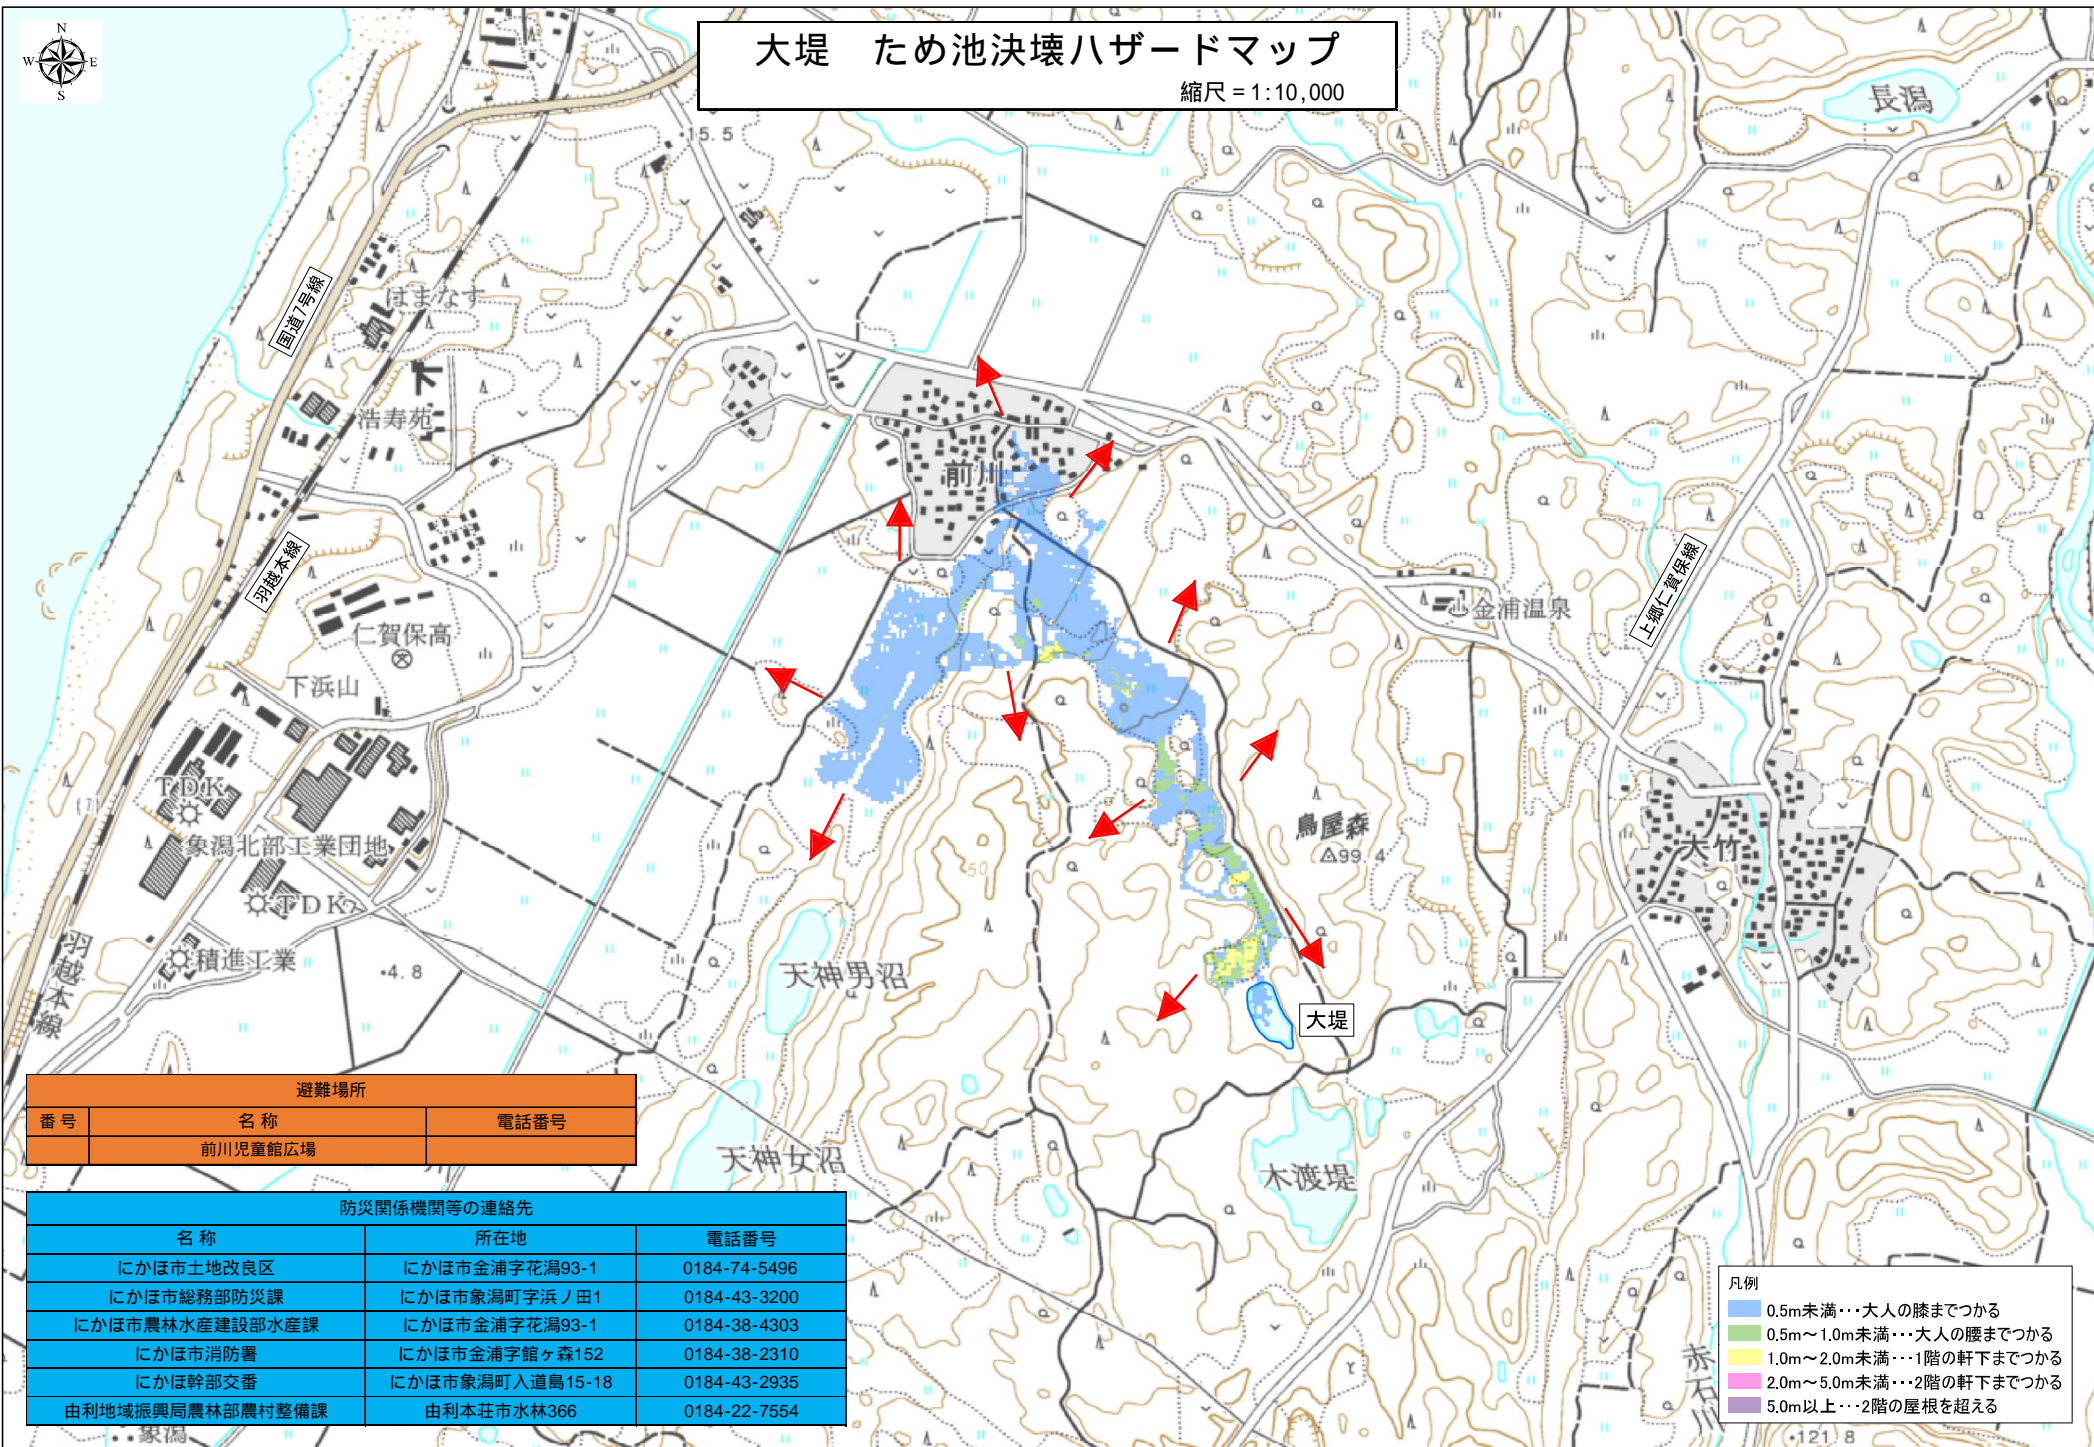 大堤　ため池決壊ハザードマップ
縮尺＝1:10,000
N
W E
S
長潟
15.5
国道7号線
はまなす
浩寿苑
前川
羽越本線
仁賀保高
下浜山
金浦温泉
上郷仁賀保線
TDK
(7)
象潟北部工業団地
TDK
積進工業
4.8
羽越本線
50
鳥屋森
99.4
大竹
天神男沼
大堤
天神女沼
木渡堤
赤石川
121.8
象潟
避難場所
番号 名称 電話番号
前川児童館広場
防災関係機関等の連絡先
名称 所在地 電話番号
にかほ市土地改良区 にかほ市金浦字花潟93-1 0184-74-5496
にかほ市総務部防災課 にかほ市象潟町字浜ノ田1 0184-43-3200
にかほ市農林水産建設部水産課 にかほ市金浦字花潟93-1 0184-38-4303
にかほ市消防署 にかほ市金浦字舘ヶ森152 0184-38-2310
にかほ幹部交番 にかほ市象潟町入道島15-18 0184-43-2935
由利地域振興局農林部農村整備課 由利本荘市水林366 0184-22-7554
凡例
0.5m未満･･･大人の膝までつかる
0.5m～1.0m未満･･･大人の腰までつかる
1.0m～2.0m未満･･･1階の軒下までつかる
2.0m～5.0m未満･･･2階の軒下までつかる
5.0m以上･･･2階の屋根を超える